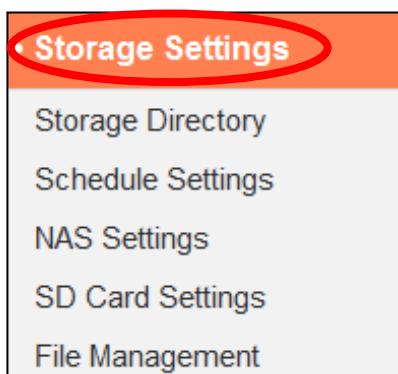 • Storage Settings
Storage Directory
Schedule Settings
NAS Settings
SD Card Settings
File Management